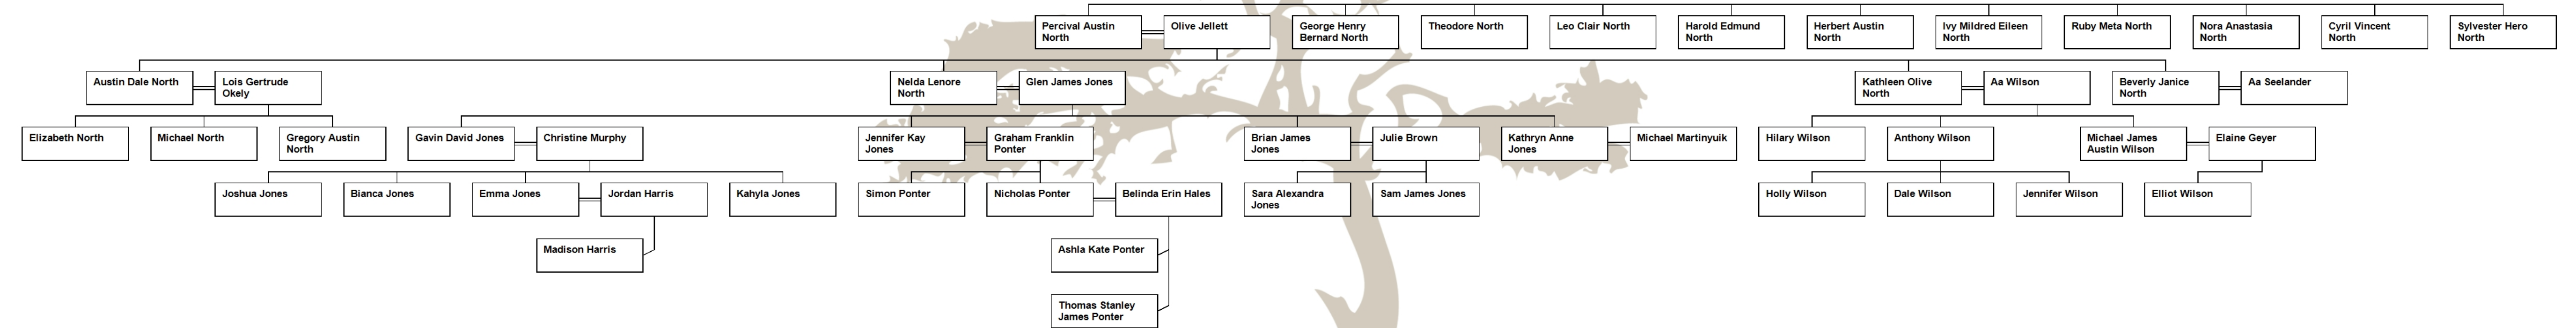 Percival Austin
North
Olive Jellett
George Henry
Bernard North
Theodore North
Leo Clair North
Harold Edmund
North
Herbert Austin
North
Ivy Mildred Eileen
North
Ruby Meta North
Nora Anastasia
North
Cyril Vincent
North
Sylvester Hero
North
Austin Dale North
Lois Gertrude
Okely
Nelda Lenore
North
Glen James Jones
Kathleen Olive
North
Aa Wilson
Beverly Janice
North
Aa Seelander
Elizabeth North
Michael North
Gregory Austin
North
Gavin David Jones
Christine Murphy
Jennifer Kay
Jones
Graham Franklin
Ponter
Brian James
Jones
Julie Brown
Kathryn Anne
Jones
Michael Martinyuik
Hilary Wilson
Anthony Wilson
Michael James
Austin Wilson
Elaine Geyer
Joshua Jones
Bianca Jones
Emma Jones
Jordan Harris
Kahyla Jones
Simon Ponter
Nicholas Ponter
Belinda Erin Hales
Sara Alexandra
Jones
Sam James Jones
Holly Wilson
Dale Wilson
Jennifer Wilson
Elliot Wilson
Madison Harris
Ashla Kate Ponter
Thomas Stanley
James Ponter